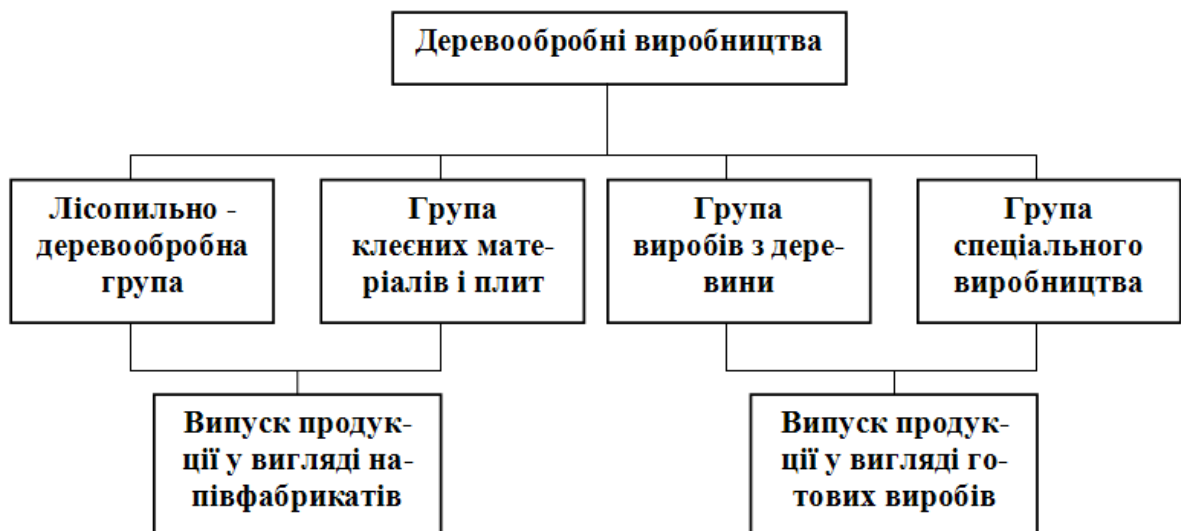 Деревообробні виробництва
Лісопильно -
деревообробна
група
Група
клеєних мате-
ріалів і плит
Група
виробів з дере-
вини
Група
спеціального
виробництва
Випуск продук-
ції у вигляді на-
півфабрикатів
Випуск продук-
ції у вигляді го-
тових виробів